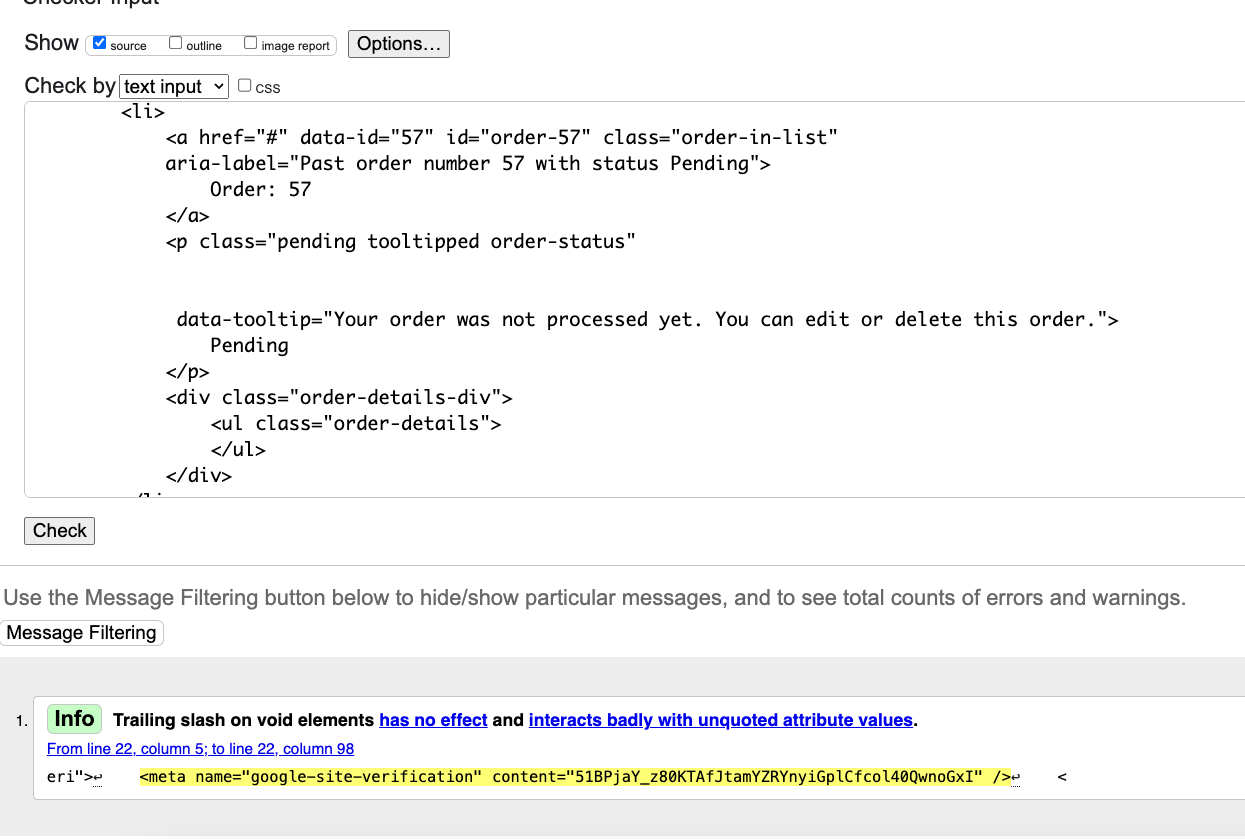 Checker Input
Show source outline image report Options...
Check by text input css
<li>
<a href="#" data-id="57" id="order-57" class="order-in-list"
aria-label="Past order number 57 with status Pending">
Order: 57
</a>
<p class="pending tooltipped order-status"
data-tooltip="Your order was not processed yet. You can edit or delete this order.">
Pending
</p>
<div class="order-details-div">
<ul class="order-details">
</ul>
</div>
Check
Use the Message Filtering button below to hide/show particular messages, and to see total counts of errors and warnings.
Message Filtering
1. Info Trailing slash on void elements has no effect and interacts badly with unquoted attribute values.
From line 22, column 5; to line 22, column 98
eri">↩ <meta name="google-site-verification" content="51BPjaY_z80KTAfJtamYZRYnyiGplCfcol40QwnoGxI" />↩ <